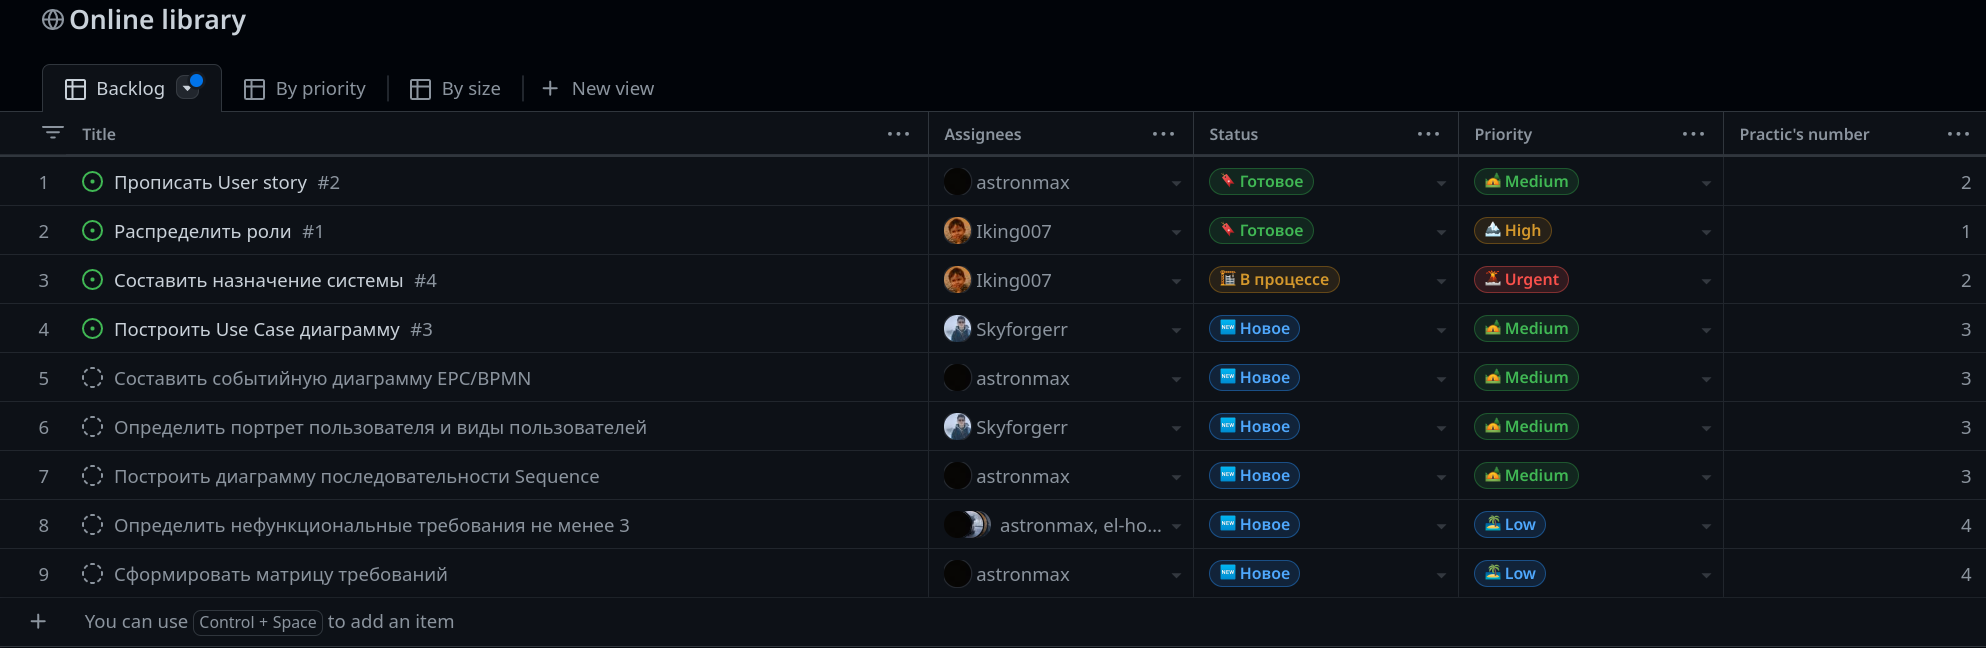 Online library
Backlog By priority By size New view
Title Assignees Status Priority Practic's number
1 Прописать User story #2 astronmax Готовое Medium 2
2 Распределить роли #1 Iking007 Готовое High 1
3 Составить назначение системы #4 Iking007 В процессе Urgent 2
4 Построить Use Case диаграмму #3 Skyforgerr Новое Medium 3
5 Составить событийную диаграмму EPC/BPMN astronmax Новое Medium 3
6 Определить портрет пользователя и виды пользователей Skyforgerr Новое Medium 3
7 Построить диаграмму последовательности Sequence astronmax Новое Medium 3
8 Определить нефункциональные требования не менее 3 astronmax, el-ho... Новое Low 4
9 Сформировать матрицу требований astronmax Новое Low 4
You can use Control + Space to add an item